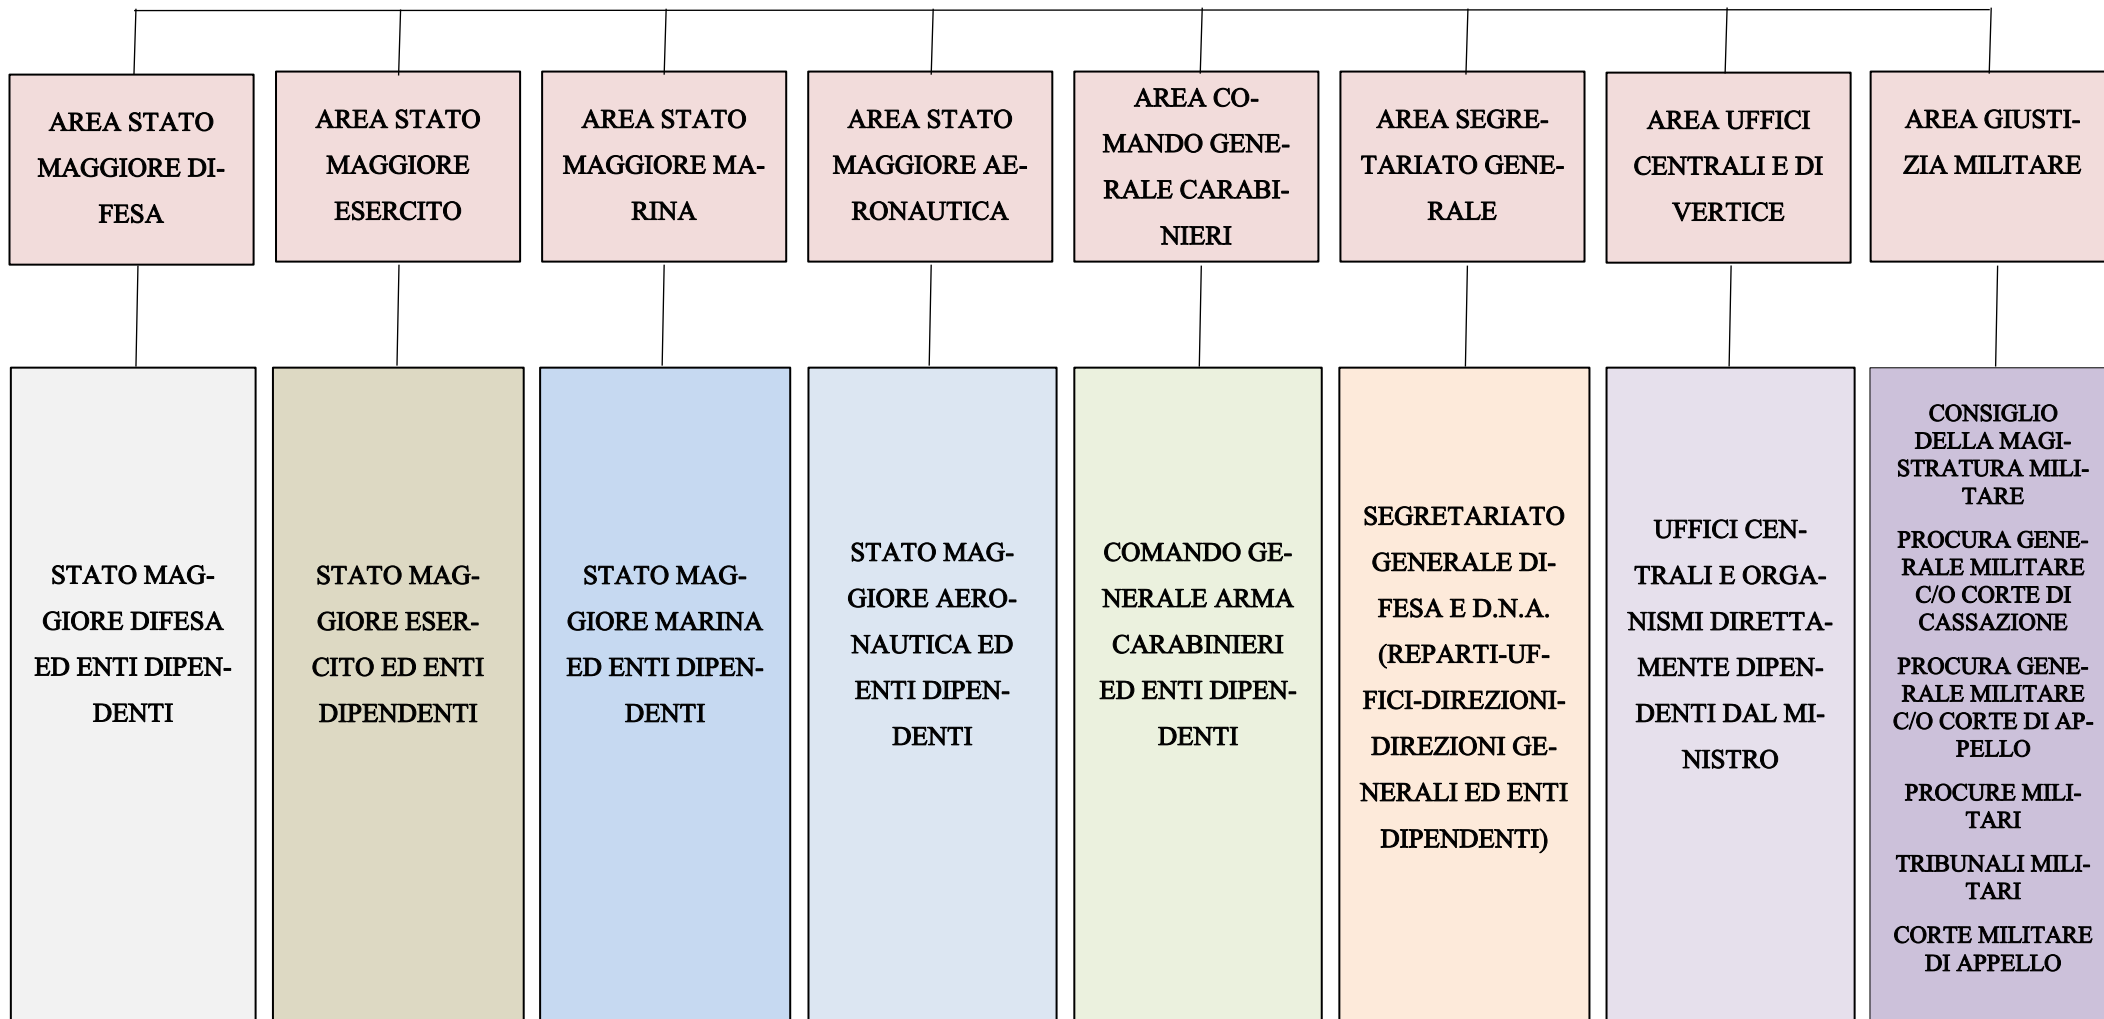 AREA STATO
MAGGIORE DI-
FESA
AREA STATO
MAGGIORE
ESERCITO
AREA STATO
MAGGIORE MA-
RINA
AREA STATO
MAGGIORE AE-
RONAUTICA
AREA CO-
MANDO GENE-
RALE CARABI-
NIERI
AREA SEGRE-
TARIATO GENE-
RALE
AREA UFFICI
CENTRALI E DI
VERTICE
AREA GIUSTI-
ZIA MILITARE
STATO MAG-
GIORE DIFESA
ED ENTI DIPEN-
DENTI
STATO MAG-
GIORE ESER-
CITO ED ENTI
DIPENDENTI
STATO MAG-
GIORE MARINA
ED ENTI DIPEN-
DENTI
STATO MAG-
GIORE AERO-
NAUTICA ED
ENTI DIPEN-
DENTI
COMANDO GE-
NERALE ARMA
CARABINIERI
ED ENTI DIPEN-
DENTI
SEGRETARIATO
GENERALE DI-
FESA E D.N.A.
(REPARTI-UF-
FICI-DIREZIONI-
DIREZIONI GE-
NERALI ED ENTI
DIPENDENTI)
UFFICI CEN-
TRALI E ORGA-
NISMI DIRETTA-
MENTE DIPEN-
DENTI DAL MI-
NISTRO
CONSIGLIO
DELLA MAGI-
STRATURA MILI-
TARE
PROCURA GENE-
RALE MILITARE
C/O CORTE DI
CASSAZIONE
PROCURA GENE-
RALE MILITARE
C/O CORTE DI AP-
PELLO
PROCURE MILI-
TARI
TRIBUNALI MILI-
TARI
CORTE MILITARE
DI APPELLO